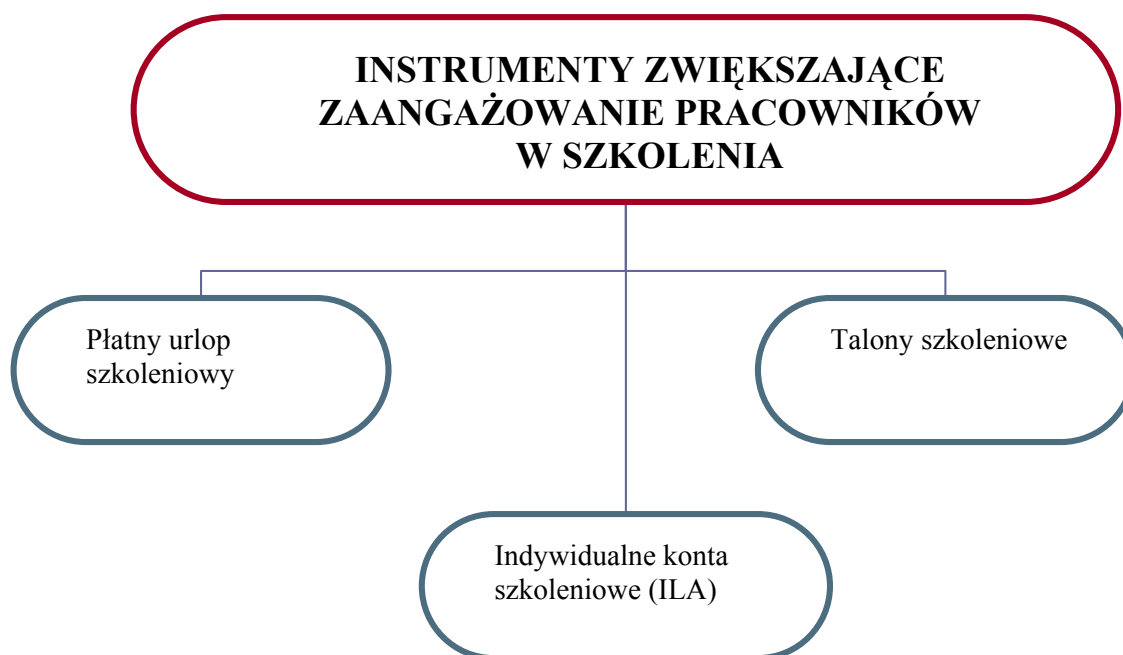 INSTRUMENTY ZWIĘKSZAJĄCE
ZAANGAŻOWANIE PRACOWNIKÓW
W SZKOLENIA
Płatny urlop
szkoleniowy
Talony szkoleniowe
Indywidualne konta
szkoleniowe (ILA)